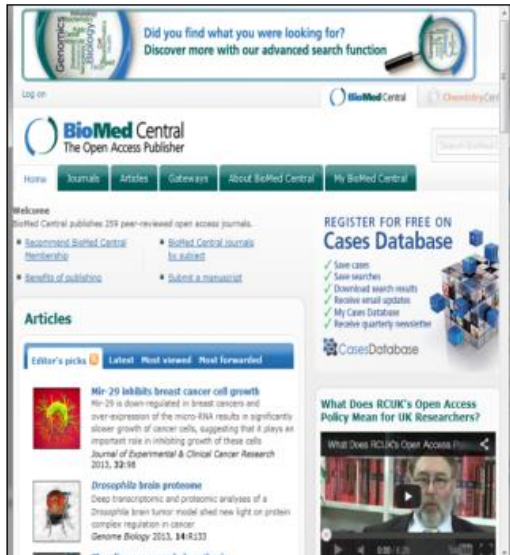 Genomics
Biology
Did you find what you were looking for?
Discover more with our advanced search function
Log on
BioMed Central
BioMed Central
The Open Access Publisher
Home
Journals
Articles
Gateways
About BioMed Central
My BioMed Central
Welcome
BioMed Central publishes 259 peer-reviewed open access journals.
Recommend BioMed Central
Membership
Benefits of publishing
BioMed Central journals
by subject
Submit a manuscript
REGISTER FOR FREE ON
Cases Database
✓ Save cases
✓ Save searches
✓ Download search results
✓ Receive email updates
✓ My Cases Database
✓ Receive quarterly newsletter
CasesDatabase
Articles
Editor's picks
Latest
Most viewed
Most forwarded
Mir-29 inhibits breast cancer cell growth
Mir-29 is down-regulated in breast cancers and
over-expression of the micro-RNA results in significantly
slower growth of cancer cells, suggesting that it plays an
important role in inhibiting growth of these cells
Journal of Experimental & Clinical Cancer Research
2013, 32:98
Drosophila brain proteome
Deep transcriptomic and proteomic analyses of a
Drosophila brain tumor model shed new light on protein
complex regulation in cancer
Genome Biology 2013, 14:R133
What Does RCUK's Open Access
Policy Mean for UK Researchers?
What Does RCUK's Open Access